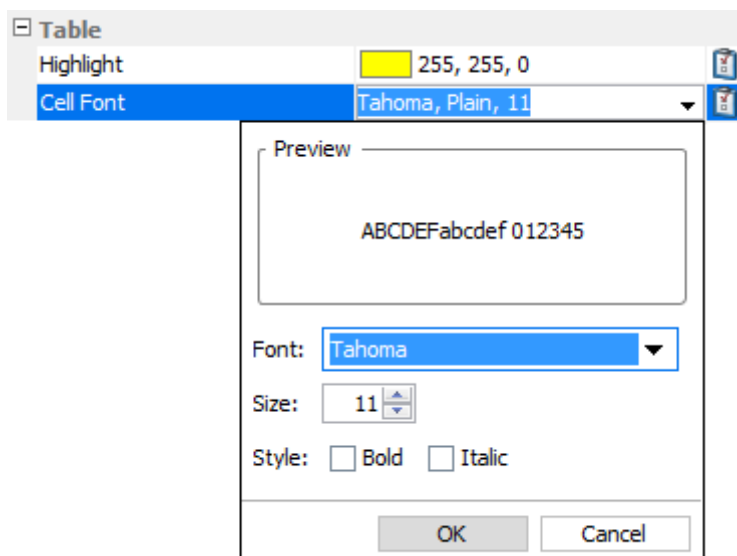 Table
Highlight 255, 255, 0
Cell Font Tahoma, Plain, 11
Preview
ABCDEFabcdef 012345
Font: Tahoma
Size: 11
Style: Bold Italic
OK Cancel